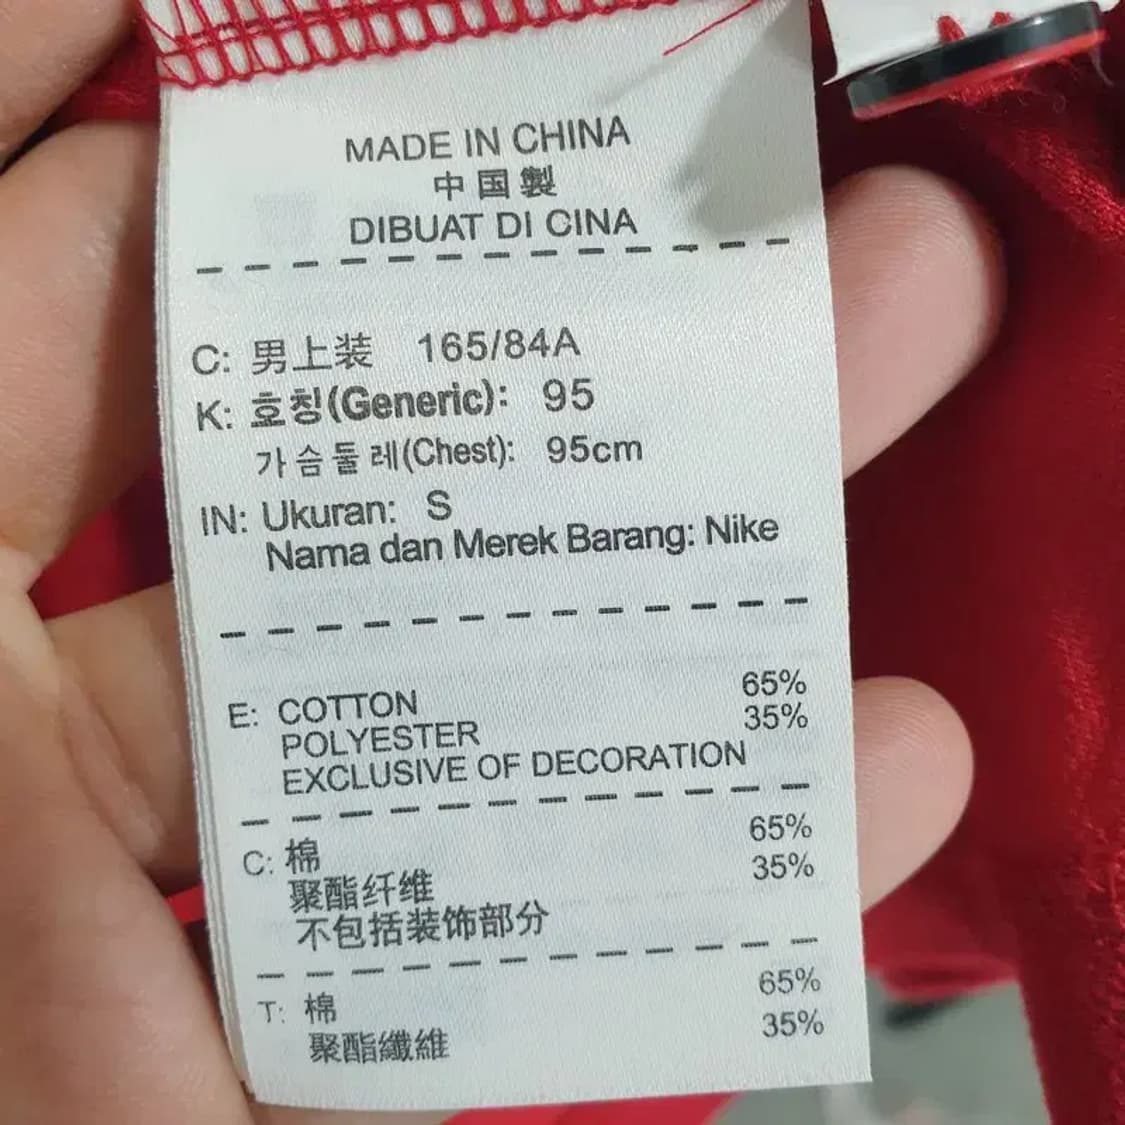 MADE IN CHINA
中国製
DIBUAT DI CINA
C: 男上装 165/84A
K: 호칭(Generic): 95
가슴둘레(Chest): 95cm
IN: Ukuran: S
Nama dan Merek Barang: Nike
E: COTTON 65%
POLYESTER 35%
EXCLUSIVE OF DECORATION
C: 棉 65%
聚酯纤维 35%
不包括装饰部分
T: 棉 65%
聚酯纖維 35%